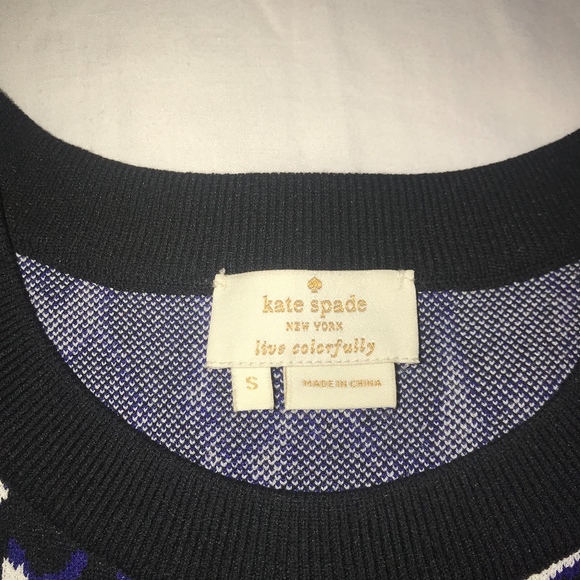 kate spade
NEW YORK
live colorfully
S
MADE IN CHINA